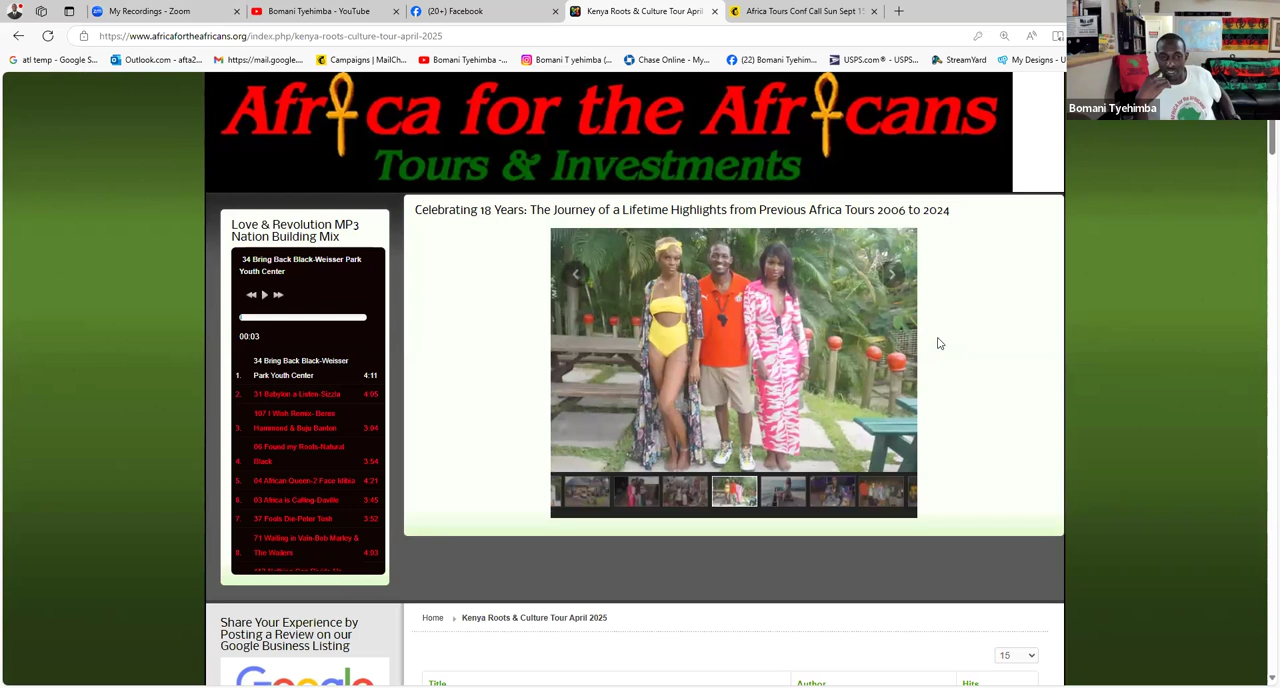 My Recordings - Zoom
Bomani Tyehimba - YouTube
(20+) Facebook
Kenya Roots & Culture Tour April
Africa Tours Conf Call Sun Sept 1
https://www.africafortheafricans.org/index.php/kenya-roots-culture-tour-april-2025
atl temp - Google S...
Outlook.com - afta2...
https://mail.google....
Campaigns | MailCh...
Bomani Tyehimba -...
Bomani T yehimba (...
Chase Online - My...
(22) Bomani Tyehim...
USPS.com® - USPS...
StreamYard
My Designs - U
Bomani Tyehimba
Africa for the Africans
Tours & Investments
Love & Revolution MP3
Nation Building Mix
34 Bring Back Black-Weisser Park
Youth Center
00:03
34 Bring Back Black-Weisser
1. Park Youth Center 4:11
2. 31 Babylon a Listen-Sizzla 4:05
107 I Wish Remix- Beres
3. Hammond & Buju Banton 3:04
06 Found my Roots-Natural
4. Black 3:54
5. 04 African Queen-2 Face Idibia 4:21
6. 03 Africa is Calling-Daville 3:45
7. 37 Fools Die-Peter Tosh 3:52
71 Waiting in Vain-Bob Marley &
8. The Wailers 4:03
Celebrating 18 Years: The Journey of a Lifetime Highlights from Previous Africa Tours 2006 to 2024
Share Your Experience by
Posting a Review on our
Google Business Listing
Google
Home
Kenya Roots & Culture Tour April 2025
15
Title
Author
Hits